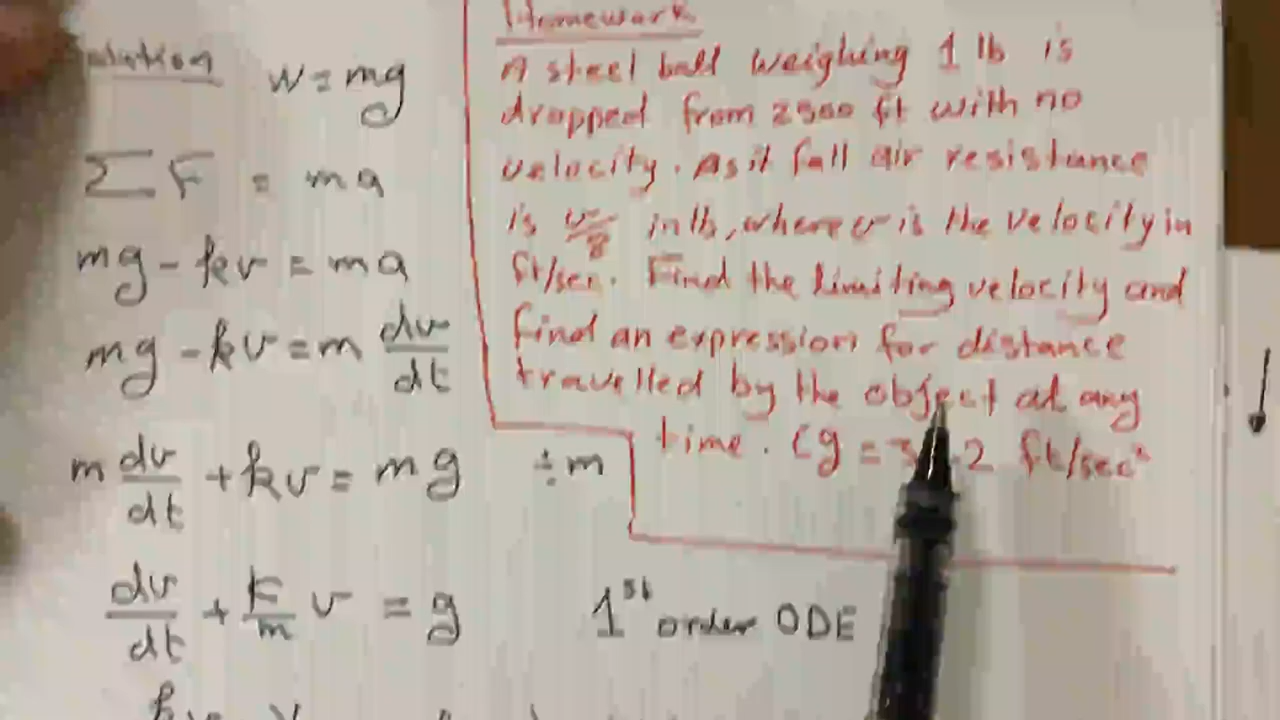 Solution W = mg
ΣF = ma
mg - kv = ma
mg - kv = m dv/dt
m dv/dt + kv = mg ÷m
dv/dt + k/m v = g 1st order ODE
Homework
A steel ball weighing 1 lb is
dropped from 2500 ft with no
velocity. As it fall air resistance
is v/8 in lb, where v is the velocity in
ft/sec. Find the limiting velocity and
find an expression for distance
travelled by the object at any
time. (g = 2 ft/sec²